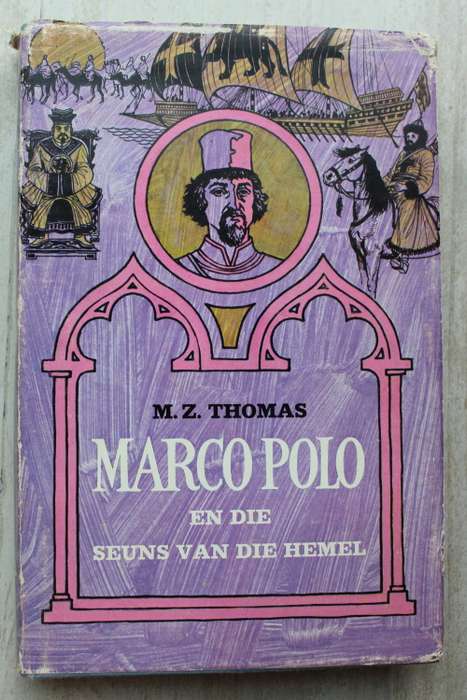 M. Z. THOMAS
MARCO POLO
EN DIE
SEUNS VAN DIE HEMEL